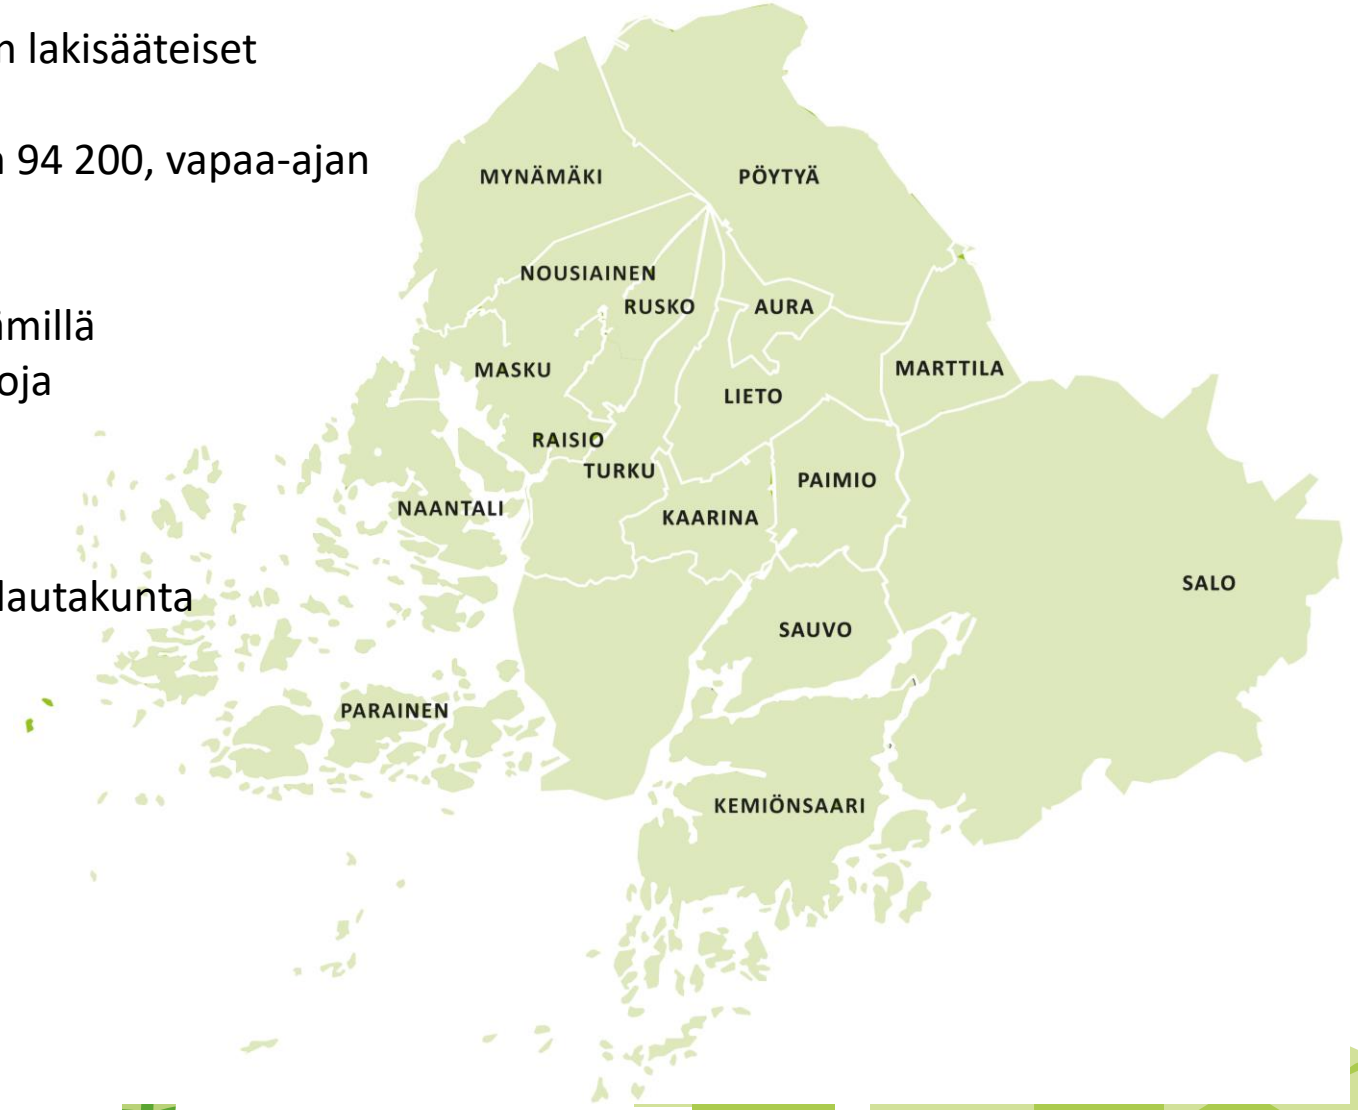 n lakisääteiset
94 200, vapaa-ajan
ämillä
oja
lautakunta
MYNÄMÄKI
PÖYTYÄ
NOUSIAINEN
RUSKO
AURA
MASKU
MARTTILA
LIETO
RAISIO
TURKU
PAIMIO
NAANTALI
KAARINA
SALO
SAUVO
PARAINEN
KEMIÖNSAARI